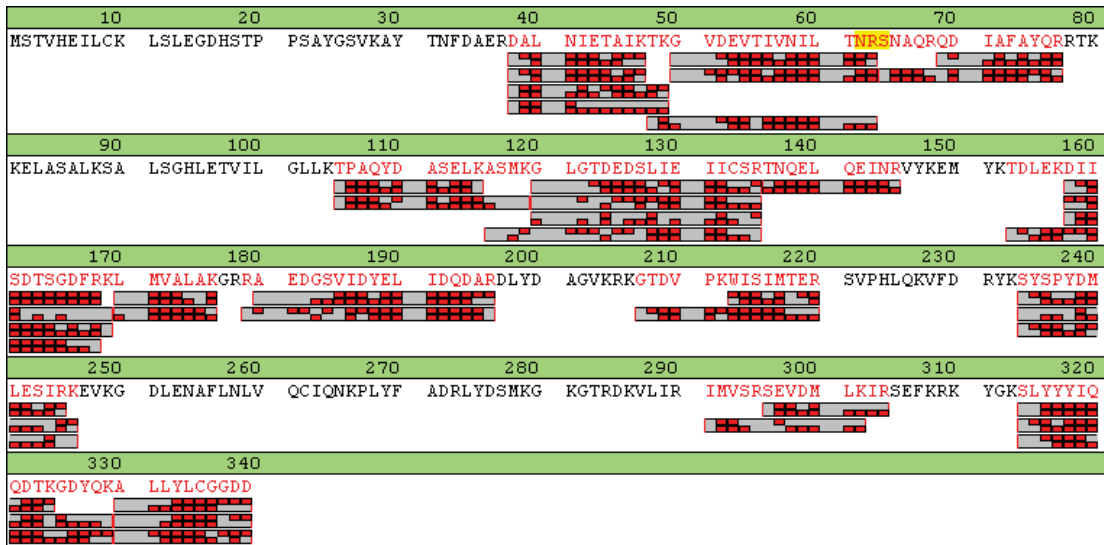 10 20 30 40 50 60 70 80
MSTVHEILCK LSLEGDHSTP PSAYGSVKAY TNFDAERDAL NIETAIKTKG VDEVTIVNIL TNRSNAQRQD IAFAYQRRTK
90 100 110 120 130 140 150 160
KELASALKSA LSGHLETVIL GLLKTPAQYD ASELKASMKG LGTDEDSLIE IICSRTNQEL QEINRVYKEM YKTDLEKDII
170 180 190 200 210 220 230 240
SDTSGDFRKL MVALAKGRRA EDGSVIDYEL IDQDARDLYD AGVKRKGTDV PKWISIMTER SVPHLQKVFD RYKSYSPYDM
250 260 270 280 290 300 310 320
LESIRKEVKG DLENAFLNLV QCIQNKPLYF ADRLYDSMKG KGTRDKVLIR IMVSRSEVDM LKIRSEFKRK YGKSLYYYIQ
330 340
QDTKGDYQKA LLYLCGGDD